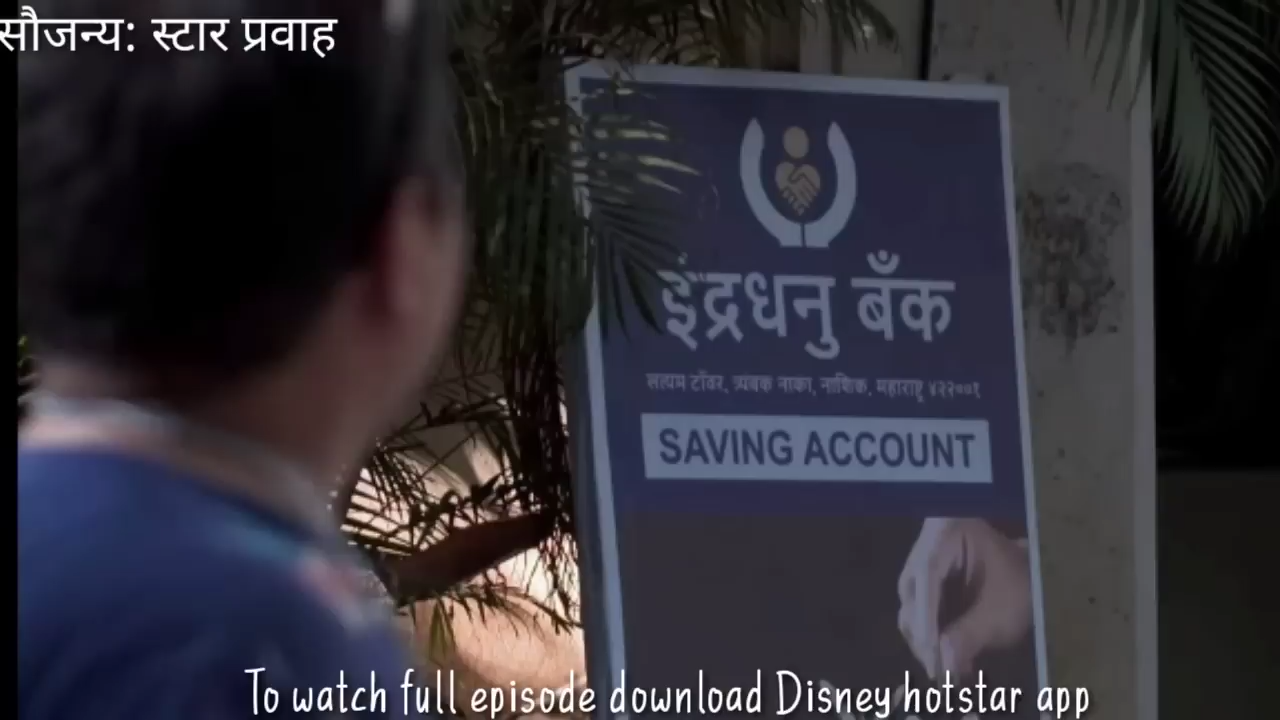 सौजन्य: स्टार प्रवाह
इंद्रधनु बँक
सत्यम टॉवर, त्र्यंबक नाका, नाशिक, महाराष्ट्र ४२२००१
SAVING ACCOUNT
To watch full episode download Disney hotstar app